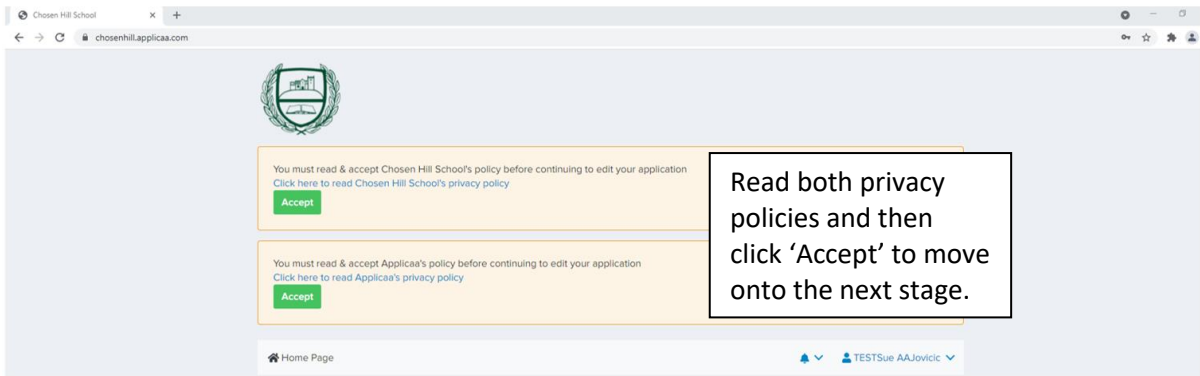 Chosen Hill School
chosenhill.applicaa.com
You must read & accept Chosen Hill School's policy before continuing to edit your application
Click here to read Chosen Hill School's privacy policy
Accept
Read both privacy
policies and then
click ‘Accept’ to move
onto the next stage.
You must read & accept Applicaa's policy before continuing to edit your application
Click here to read Applicaa's privacy policy
Accept
Home Page
TESTSue AAJovicic